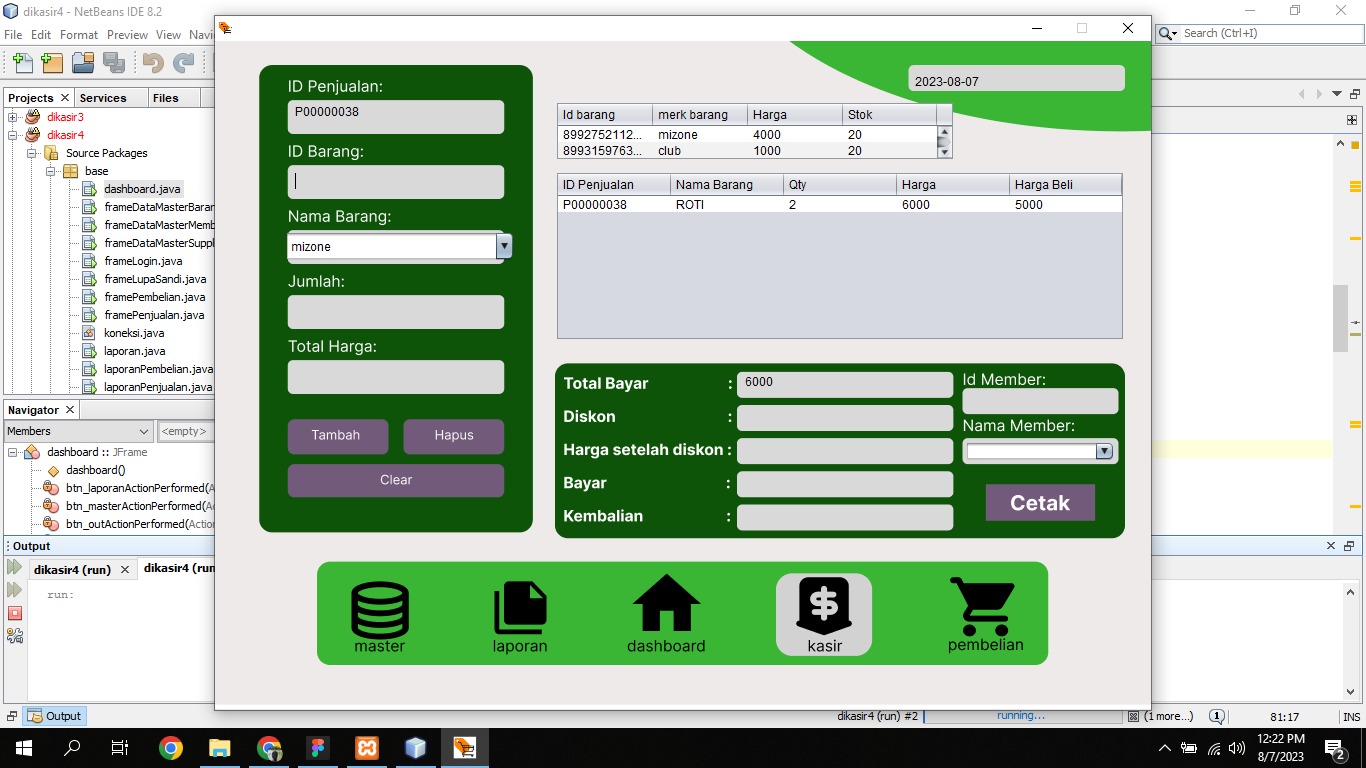 dikasir4 - NetBeans IDE 8.2
File Edit Format Preview View
Search (Ctrl+I)
Projects
Services
Files
dikasir3
dikasir4
Source Packages
base
dashboard.java
frameDataMasterBaran
frameDataMasterMemb
frameDataMasterSuppl
frameLogin.java
frameLupaSandi.java
framePembelian.java
framePenjualan.java
koneksi.java
laporan.java
laporanPembelian.java
laporanPenjualan.java
Navigator
Members
<empty>
dashboard :: JFrame
dashboard()
btn_laporanActionPerformed(A
btn_masterActionPerformed(A
btn_outActionPerformed(Action
Output
dikasir4 (run)
dikasir4 (run
run:
ID Penjualan:
P00000038
ID Barang:
Nama Barang:
mizone
Jumlah:
Total Harga:
Tambah
Hapus
Clear
2023-08-07
Id barang merk barang Harga Stok
8992752112... mizone 4000 20
8993159763... club 1000 20
ID Penjualan Nama Barang Qty Harga Harga Beli
P00000038 ROTI 2 6000 5000
Total Bayar : 6000
Diskon :
Harga setelah diskon :
Bayar :
Kembalian :
Id Member:
Nama Member:
Cetak
master
laporan
dashboard
kasir
pembelian
Output
dikasir4 (run) #2
running...
(1 more...)
1
81:17
INS
12:22 PM
8/7/2023
2